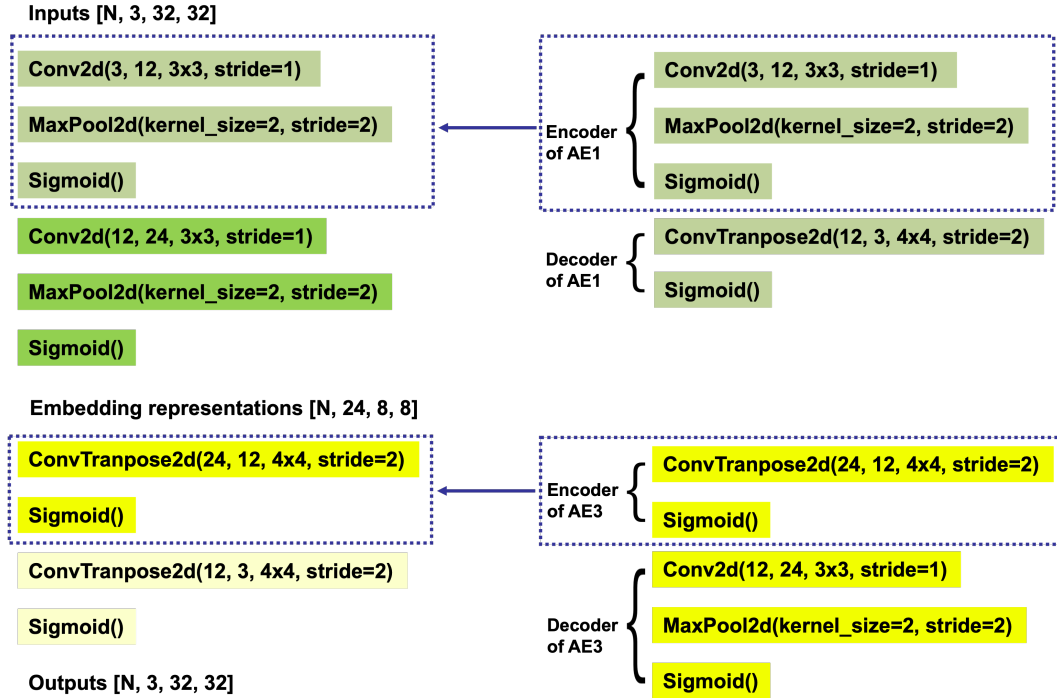 Inputs [N, 3, 32, 32]
Conv2d(3, 12, 3x3, stride=1)
MaxPool2d(kernel_size=2, stride=2)
Sigmoid()
Conv2d(12, 24, 3x3, stride=1)
MaxPool2d(kernel_size=2, stride=2)
Sigmoid()
Encoder
of AE1
Conv2d(3, 12, 3x3, stride=1)
MaxPool2d(kernel_size=2, stride=2)
Sigmoid()
Decoder
of AE1
ConvTranpose2d(12, 3, 4x4, stride=2)
Sigmoid()
Embedding representations [N, 24, 8, 8]
ConvTranpose2d(24, 12, 4x4, stride=2)
Sigmoid()
ConvTranpose2d(12, 3, 4x4, stride=2)
Sigmoid()
Outputs [N, 3, 32, 32]
Encoder
of AE3
ConvTranpose2d(24, 12, 4x4, stride=2)
Sigmoid()
Decoder
of AE3
Conv2d(12, 24, 3x3, stride=1)
MaxPool2d(kernel_size=2, stride=2)
Sigmoid()